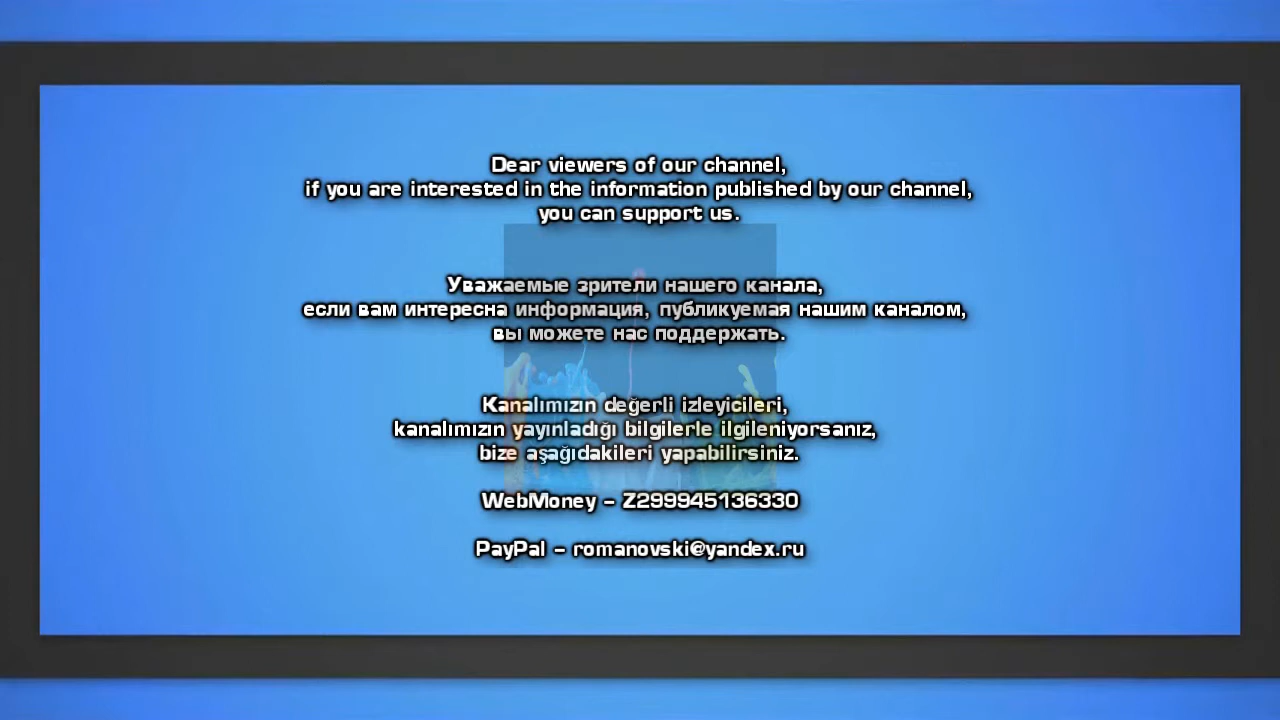 Dear viewers of our channel,
if you are interested in the information published by our channel,
you can support us.
Уважаемые зрители нашего канала,
если вам интересна информация, публикуемая нашим каналом,
вы можете нас поддержать.
Kanalımızın değerli izleyicileri,
kanalımızın yayınladığı bilgilerle ilgileniyorsanız,
bize aşağıdakileri yapabilirsiniz.
WebMoney - Z299945136330
PayPal - romanovski@yandex.ru